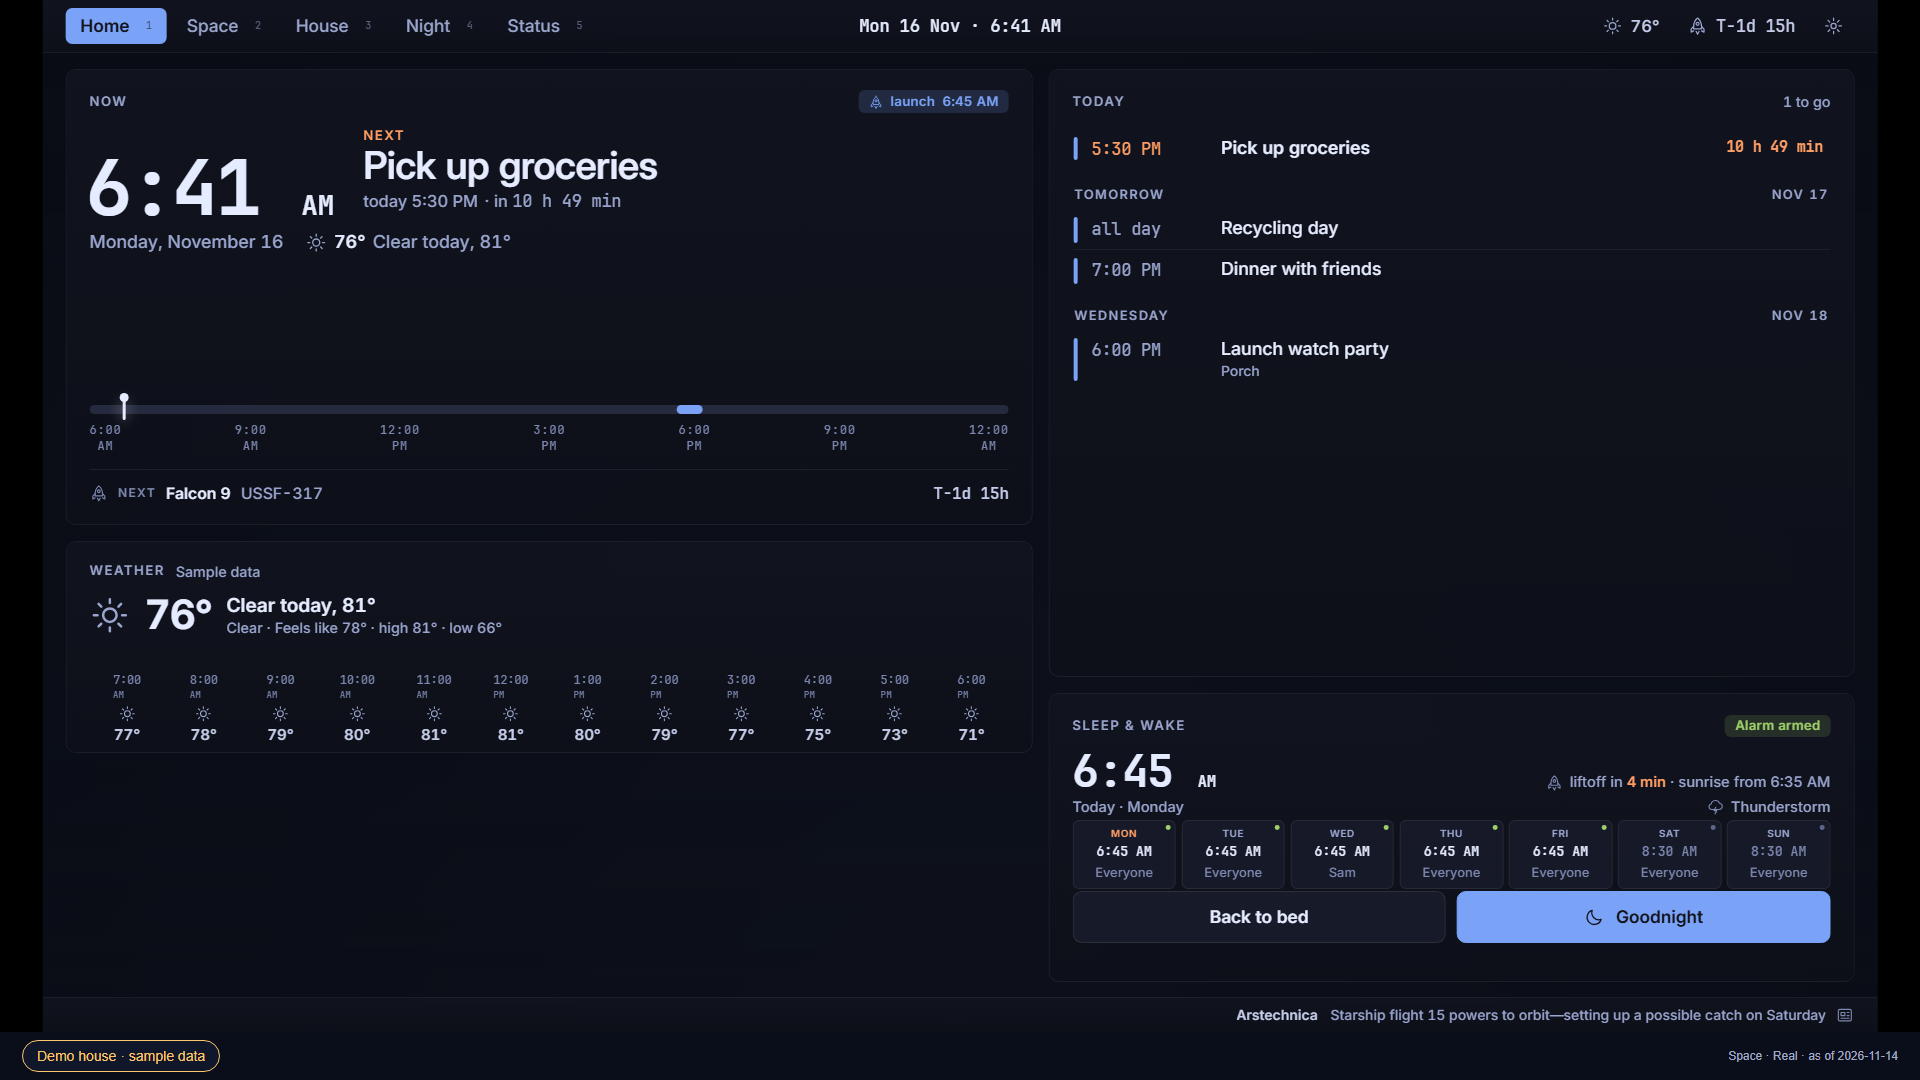 Home 1 Space 2 House 3 Night 4 Status 5
Mon 16 Nov · 6:41 AM
76° T-1d 15h
NOW
launch 6:45 AM
6:41 AM
NEXT
Pick up groceries
today 5:30 PM · in 10 h 49 min
Monday, November 16 76° Clear today, 81°
6:00 AM 9:00 AM 12:00 PM 3:00 PM 6:00 PM 9:00 PM 12:00 AM
NEXT Falcon 9 USSF-317 T-1d 15h
WEATHER Sample data
76° Clear today, 81°
Clear · Feels like 78° · high 81° · low 66°
7:00 AM 8:00 AM 9:00 AM 10:00 AM 11:00 AM 12:00 PM 1:00 PM 2:00 PM 3:00 PM 4:00 PM 5:00 PM 6:00 PM
77° 78° 79° 80° 81° 81° 80° 79° 77° 75° 73° 71°
TODAY 1 to go
5:30 PM Pick up groceries 10 h 49 min
TOMORROW NOV 17
all day Recycling day
7:00 PM Dinner with friends
WEDNESDAY NOV 18
6:00 PM Launch watch party
Porch
SLEEP & WAKE Alarm armed
6:45 AM
liftoff in 4 min · sunrise from 6:35 AM
Today · Monday Thunderstorm
MON TUE WED THU FRI SAT SUN
6:45 AM 6:45 AM 6:45 AM 6:45 AM 6:45 AM 8:30 AM 8:30 AM
Everyone Everyone Sam Everyone Everyone Everyone Everyone
Back to bed Goodnight
Arstechnica Starship flight 15 powers to orbit—setting up a possible catch on Saturday
Demo house · sample data
Space · Real · as of 2026-11-14